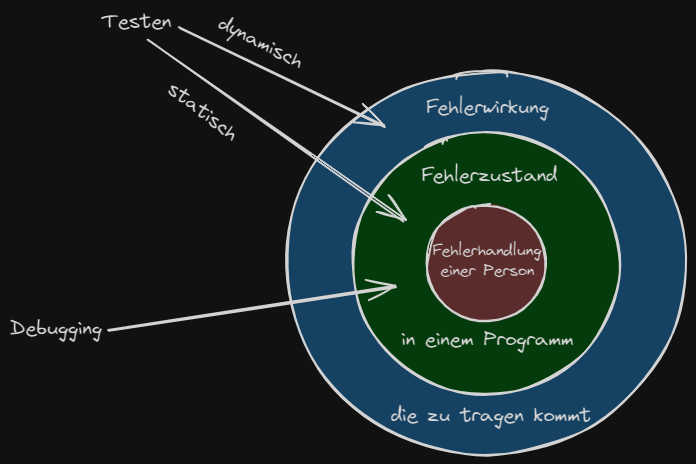 Testen
dynamisch
statisch
Fehlerwirkung
Fehlerzustand
Fehlerhandlung
einer Person
Debugging
in einem Programm
die zu tragen kommt